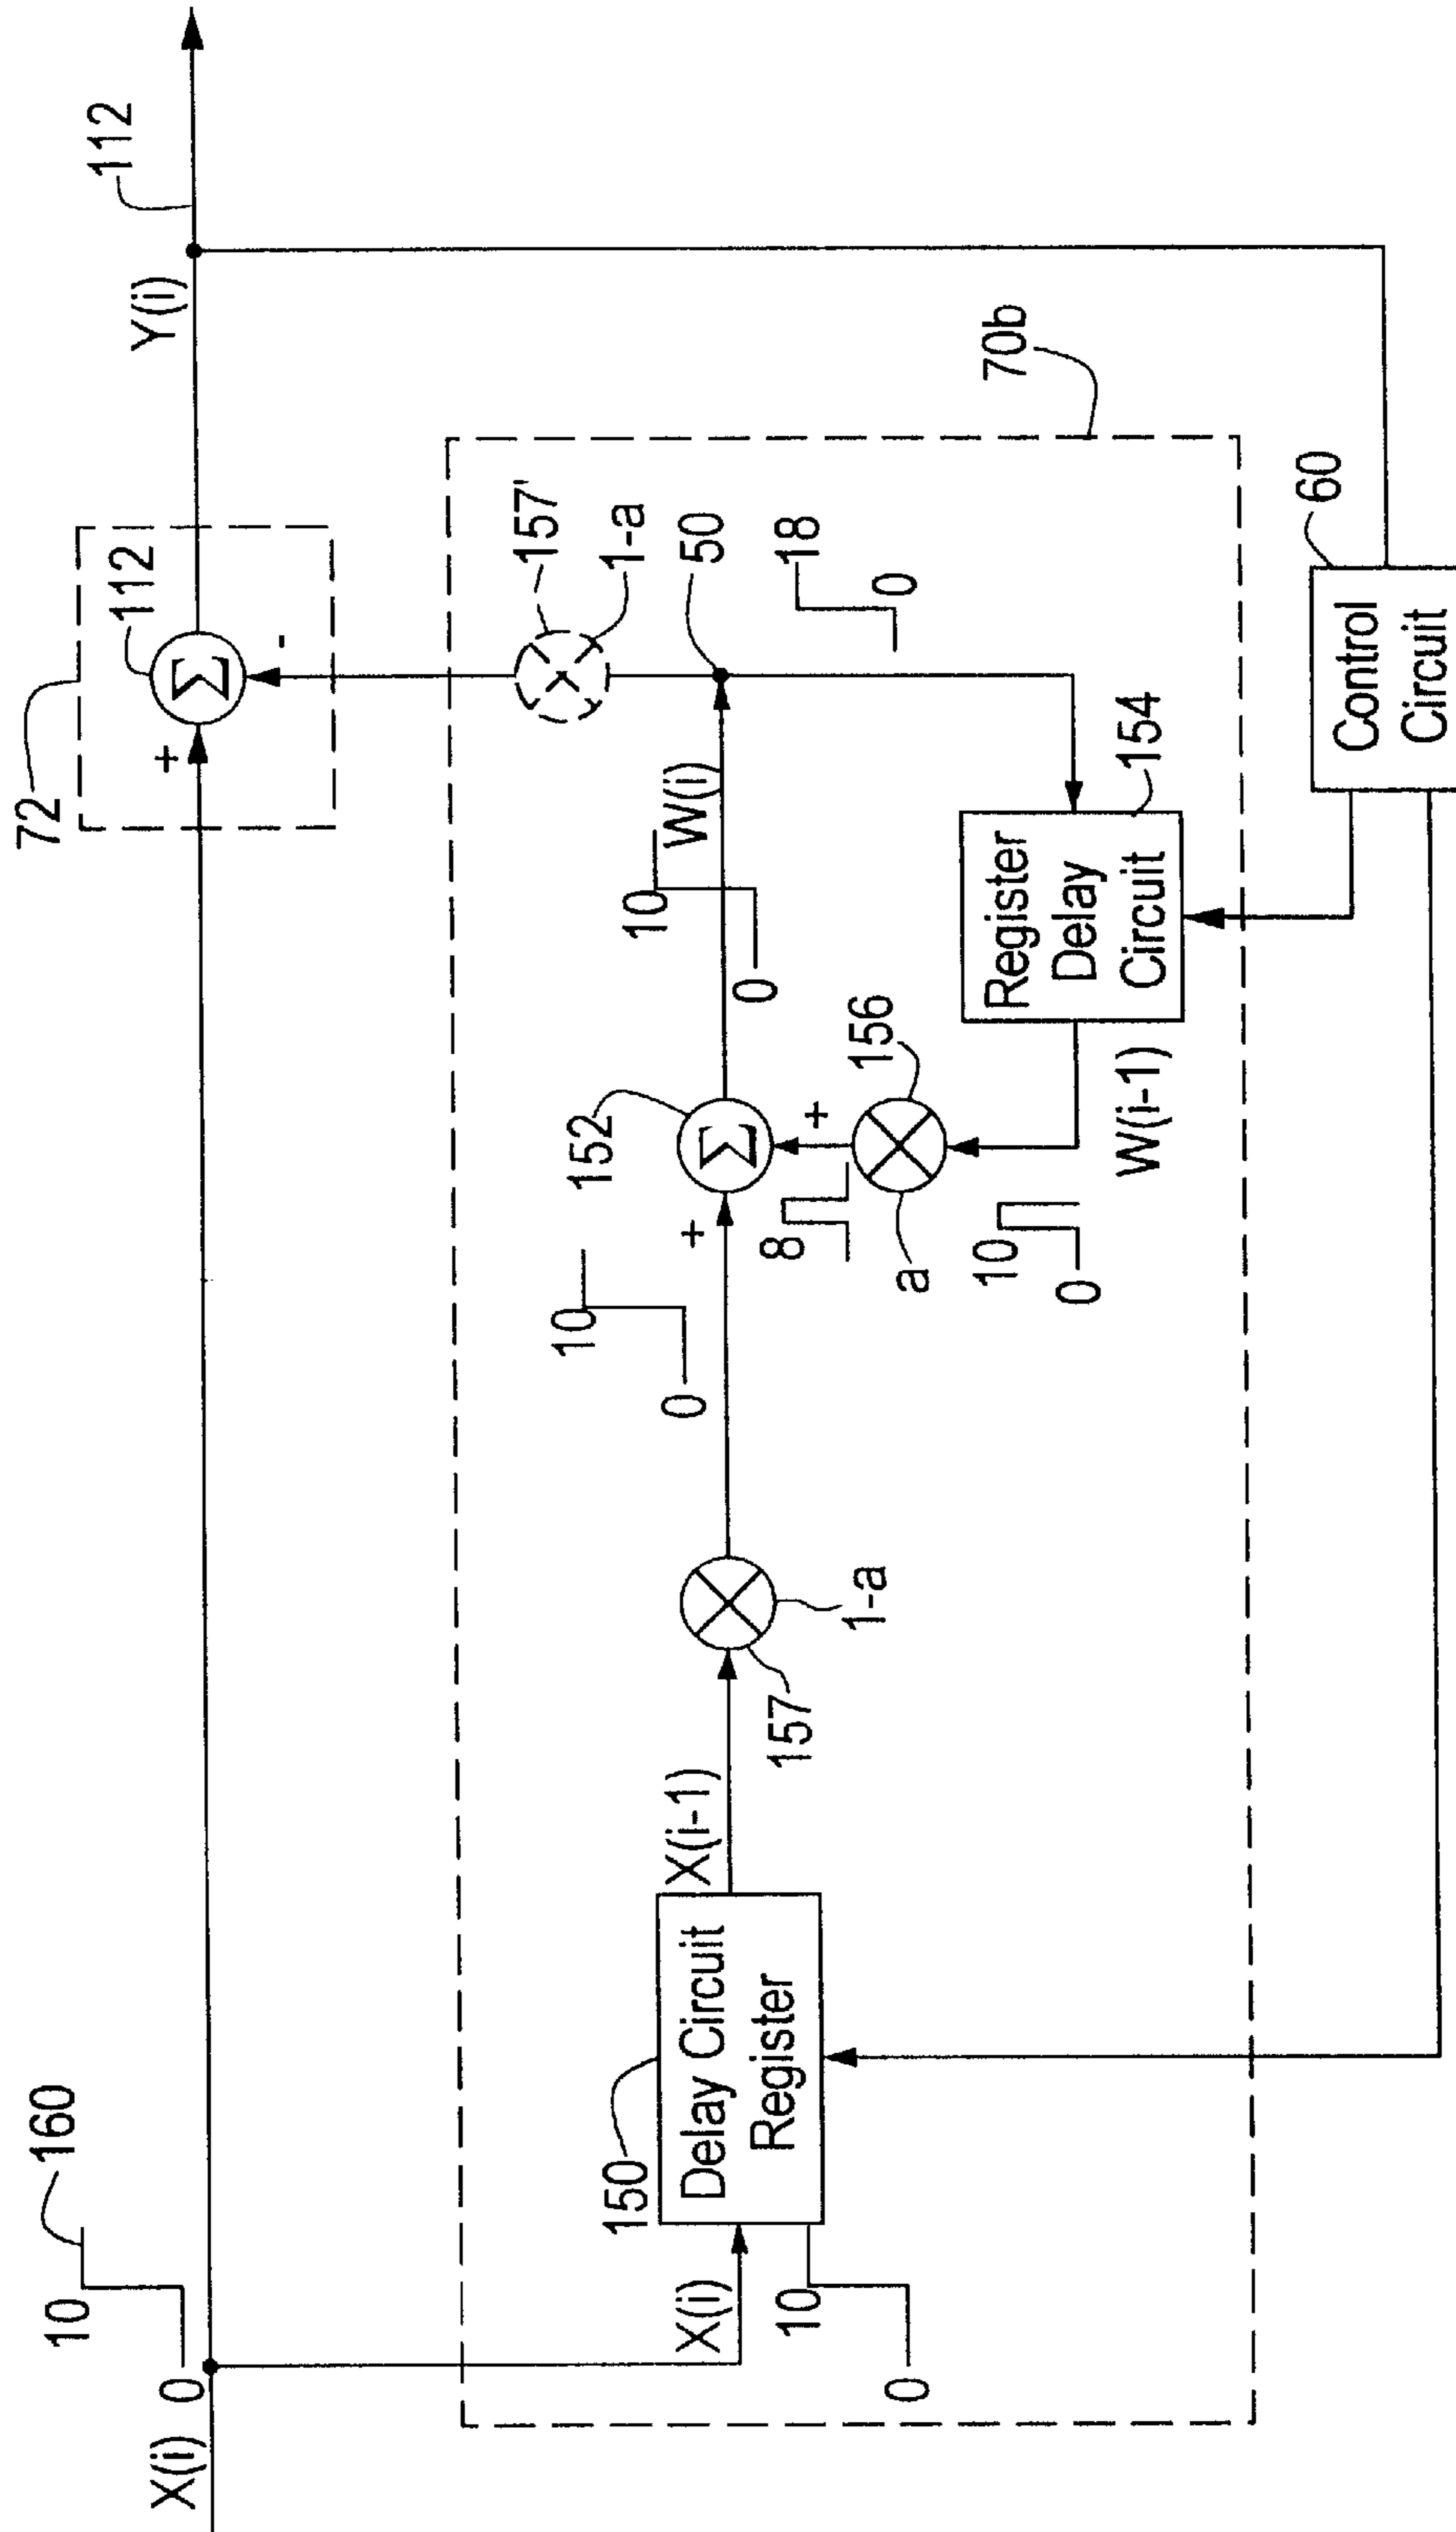 X(i)
0
10
160
72
112
+
-
Y(i)
112
X(i)
10
0
150
Delay Circuit
Register
X(i-1)
157
1-a
0
10
+
152
+
8
a
156
10
0
W(i-1)
0
10
W(i)
50
157'
1-a
18
0
Register
Delay
Circuit
154
70b
Control
Circuit
60